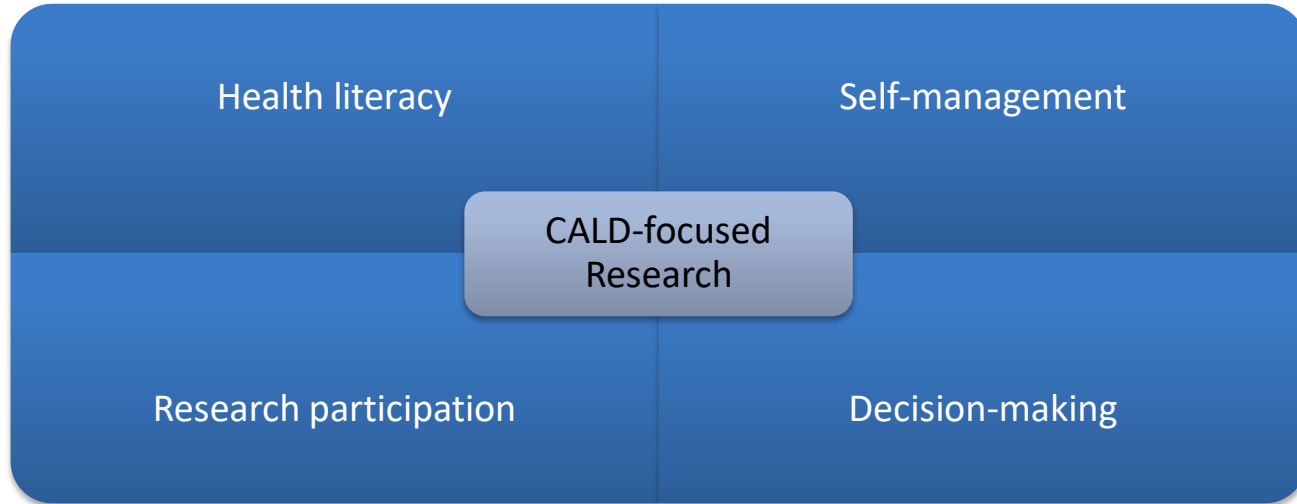 Health literacy
Self-management
CALD-focused
Research
Research participation
Decision-making